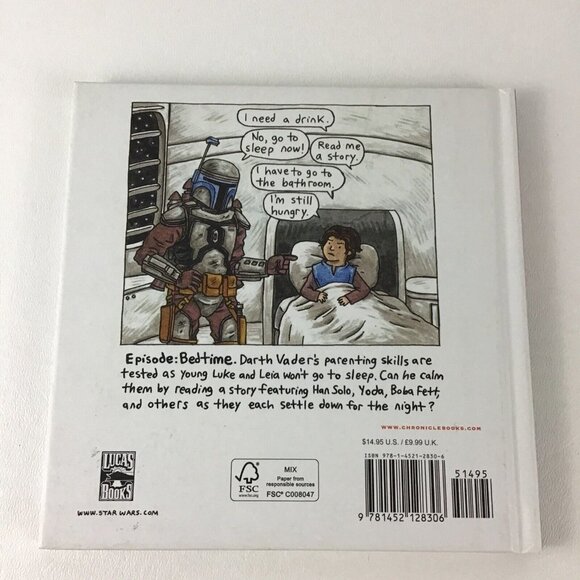 I need a drink.
No, go to
sleep now!
Read me
a story.
I have to go to
the bathroom.
I'm still
hungry.
Episode: Bedtime. Darth Vader's parenting skills are
tested as young Luke and Leia won't go to sleep. Can he calm
them by reading a story featuring Han Solo, Yoda, Boba Fett,
and others as they each settle down for the night?
WWW.CHRONICLEBOOKS.COM
$14.95 U.S. / £9.99 U.K.
ISBN 978-1-4521-2830-6
51495
9 781452 128306
LUCAS
BOOKS
WWW.STARWARS.COM
FSC
www.fsc.org
MIX
Paper from
responsible sources
FSC® C008047